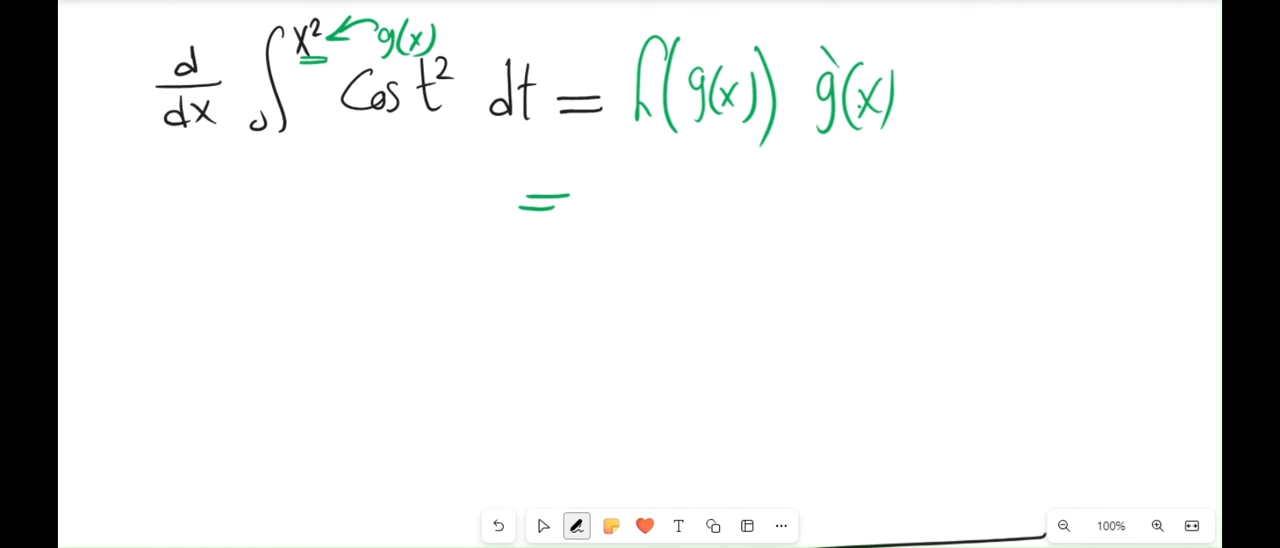 d/dx ∫₀^{x²} Cos t² dt = h(g(x)) g`(x)
x² ← g(x)
=
100%